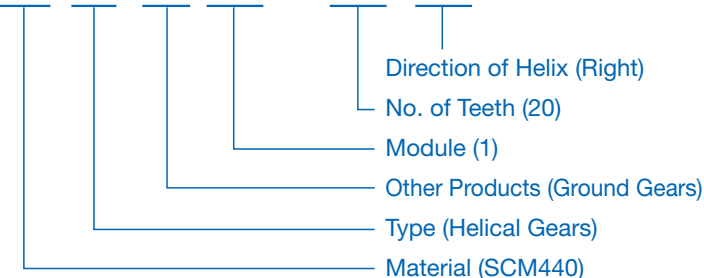 Direction of Helix (Right)
No. of Teeth (20)
Module (1)
Other Products (Ground Gears)
Type (Helical Gears)
Material (SCM440)